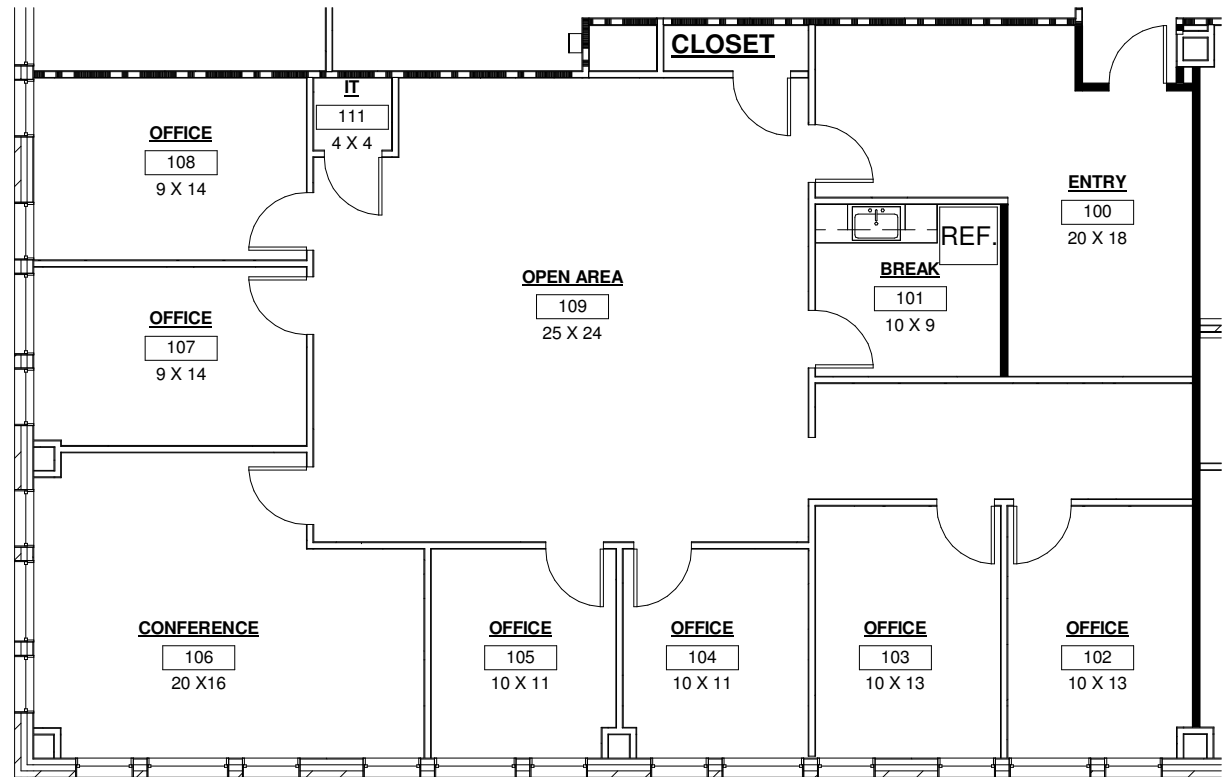 CLOSET
IT
111
4 X 4
OFFICE
108
9 X 14
ENTRY
100
20 X 18
REF.
BREAK
101
10 X 9
OPEN AREA
109
25 X 24
OFFICE
107
9 X 14
CONFERENCE
106
20 X16
OFFICE
105
10 X 11
OFFICE
104
10 X 11
OFFICE
103
10 X 13
OFFICE
102
10 X 13